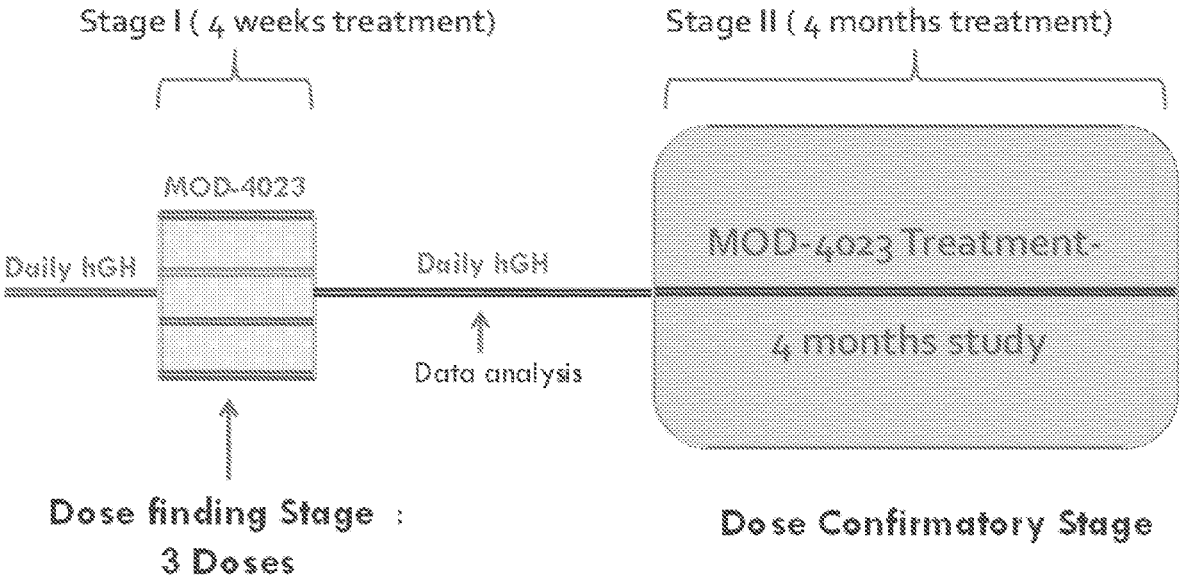 Stage I ( 4 weeks treatment)
Stage II ( 4 months treatment)
MOD-4023
Daily hGH
Daily hGH
Data analysis
MOD-4023 Treatment-
4 months study
Dose finding Stage :
3 Doses
Dose Confirmatory Stage